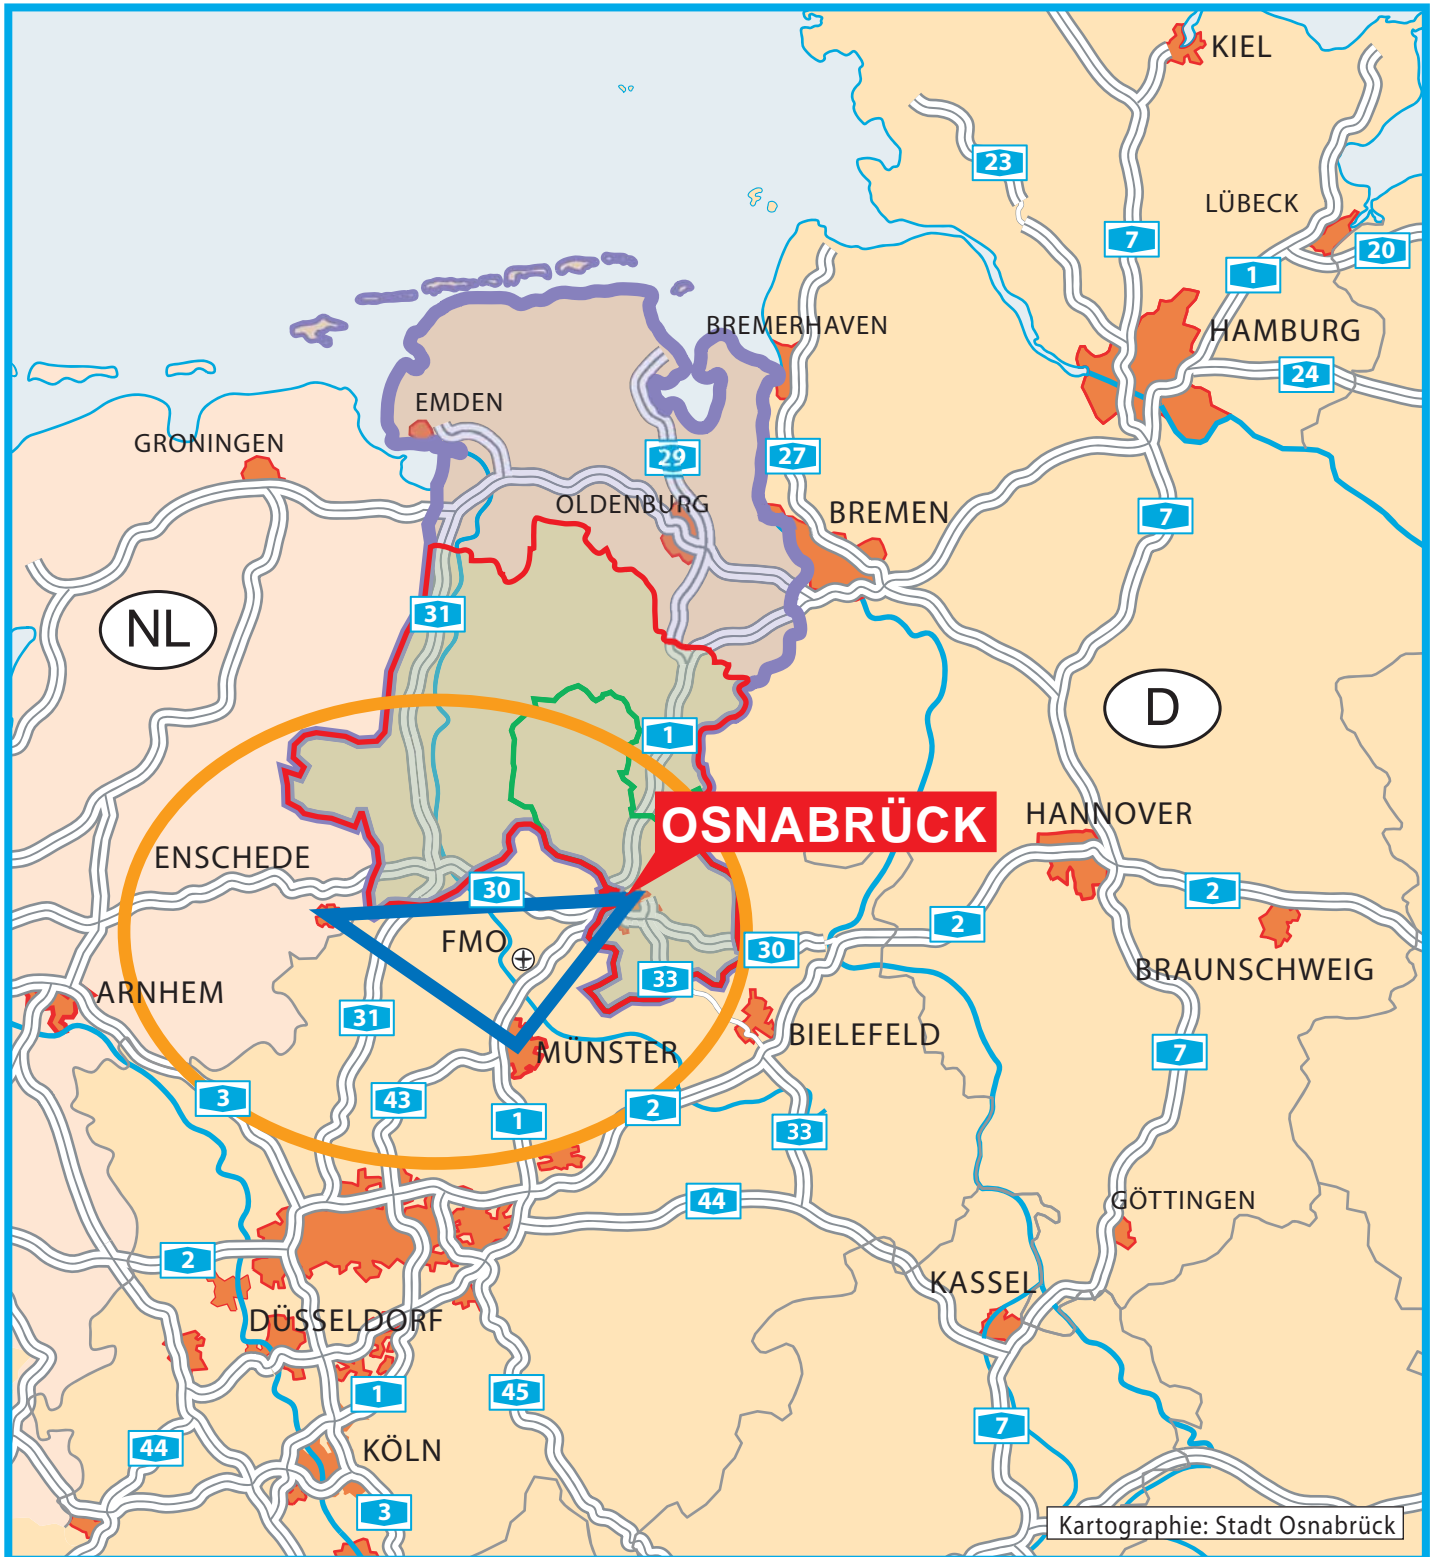 KIEL
23
LÜBECK
7
20
1
BREMERHAVEN
HAMBURG
24
EMDEN
GRONINGEN
29
27
OLDENBURG
BREMEN
7
31
NL
D
1
OSNABRÜCK
HANNOVER
ENSCHEDE
30
2
2
FMO
30
BRAUNSCHWEIG
33
ARNHEM
31
BIELEFELD
MÜNSTER
7
3
43
2
1
33
44
GÖTTINGEN
2
KASSEL
DÜSSELDORF
1
45
7
44
KÖLN
3
Kartographie: Stadt Osnabrück